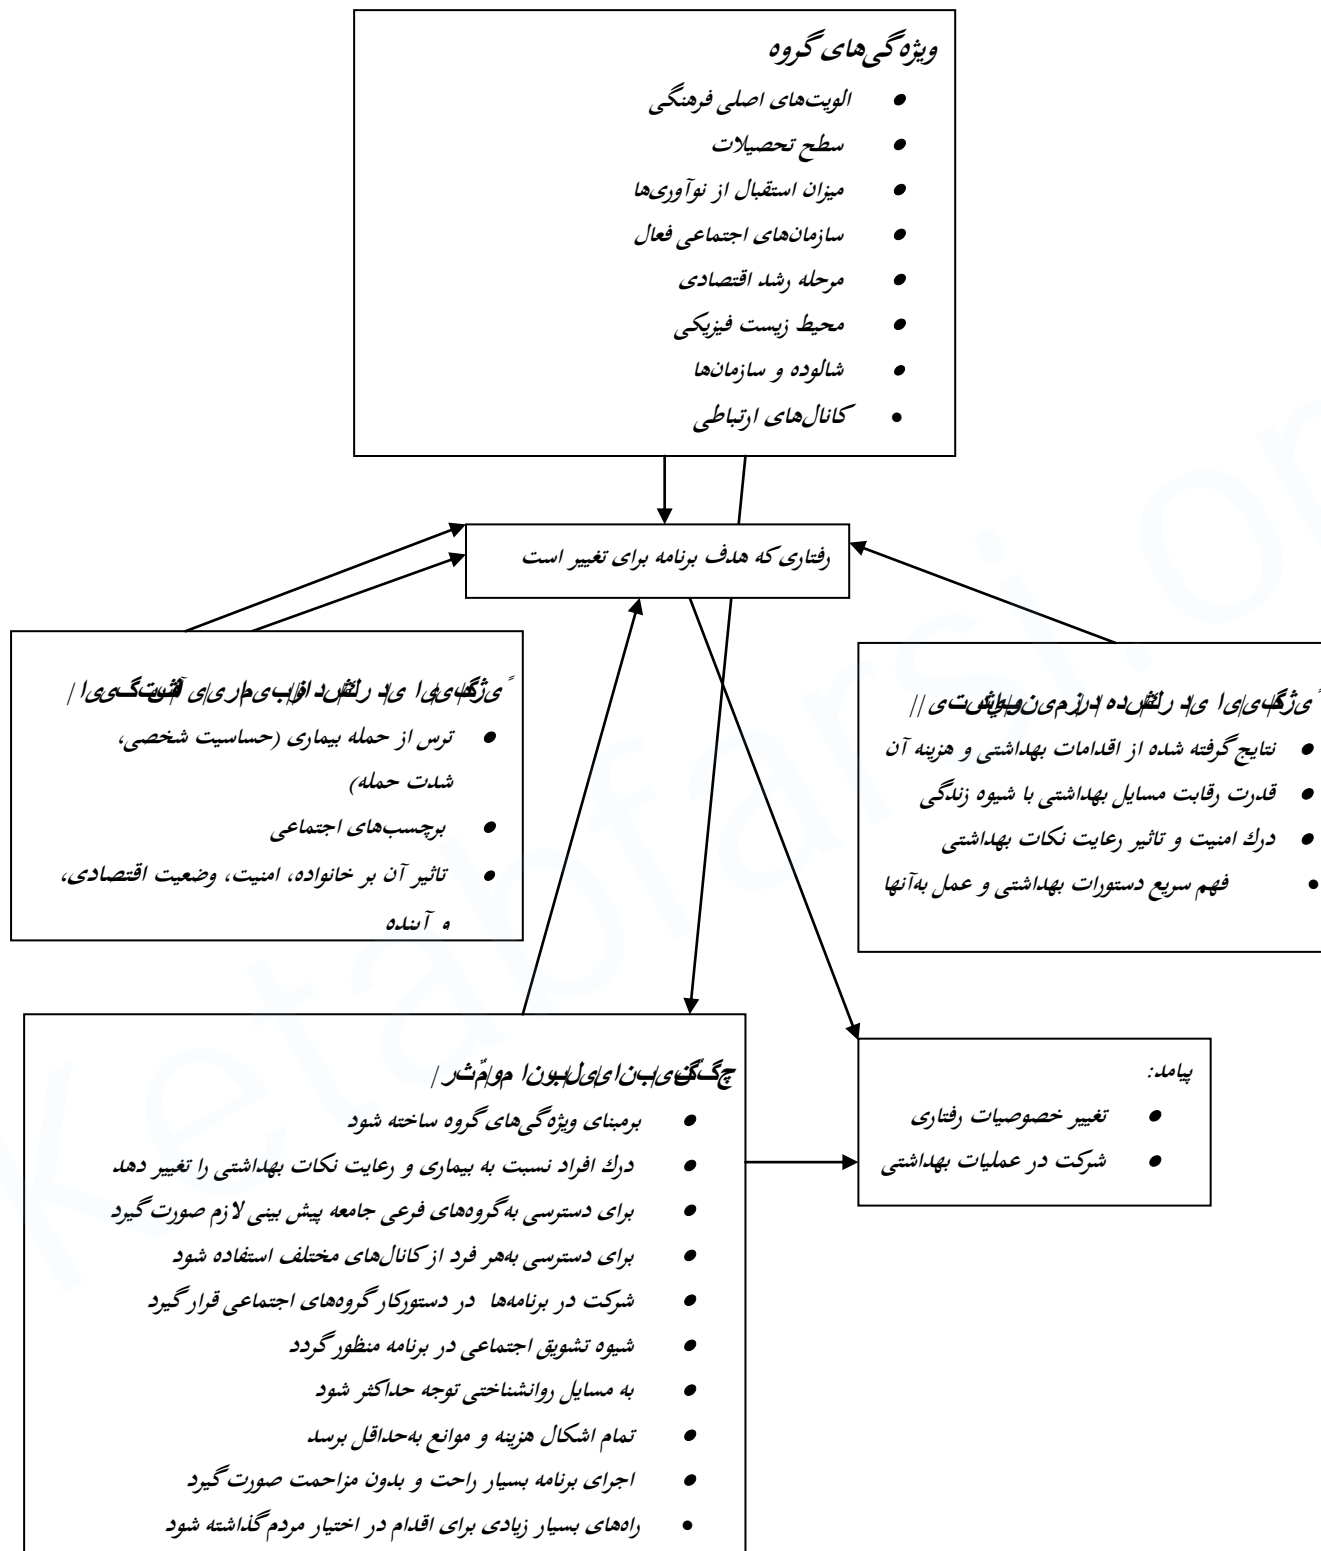 ویژه‌گی‌های گروه
الویت‌های اصلی فرهنگی
سطح تحصیلات
میزان استقبال از نوآوری‌ها
سازمان‌های اجتماعی فعال
مرحله رشد اقتصادی
محیط زیست فیزیکی
شالوده و سازمان‌ها
کانال‌های ارتباطی
رفتاری که هدف برنامه برای تغییر است
ترس از حمله بیماری (حساسیت شخصی،
شدت حمله)
برچسب‌های اجتماعی
تاثیر آن بر خانواده، امنیت، وضعیت اقتصادی،
و آینده
نتایج گرفته شده از اقدامات بهداشتی و هزینه آن
قدرت رقابت مسایل بهداشتی با شیوه زندگی
درك امنیت و تاثیر رعایت نکات بهداشتی
فهم سریع دستورات بهداشتی و عمل به‌آنها
برمبنای ویژه‌گی‌های گروه ساخته شود
درك افراد نسبت به بیماری و رعایت نکات بهداشتی را تغییر دهد
برای دسترسی به‌گروه‌های فرعی جامعه پیش بینی لازم صورت گیرد
برای دسترسی به‌هر فرد از کانال‌های مختلف استفاده شود
شرکت در برنامه‌ها در دستورکار گروه‌های اجتماعی قرار گیرد
شیوه تشویق اجتماعی در برنامه منظور گردد
به مسایل روانشناختی توجه حداکثر شود
تمام اشکال هزینه و موانع به‌حداقل برسد
اجرای برنامه بسیار راحت و بدون مزاحمت صورت گیرد
راه‌های بسیار زیادی برای اقدام در اختیار مردم گذاشته شود
پیامد:
تغییر خصوصیات رفتاری
شرکت در عملیات بهداشتی